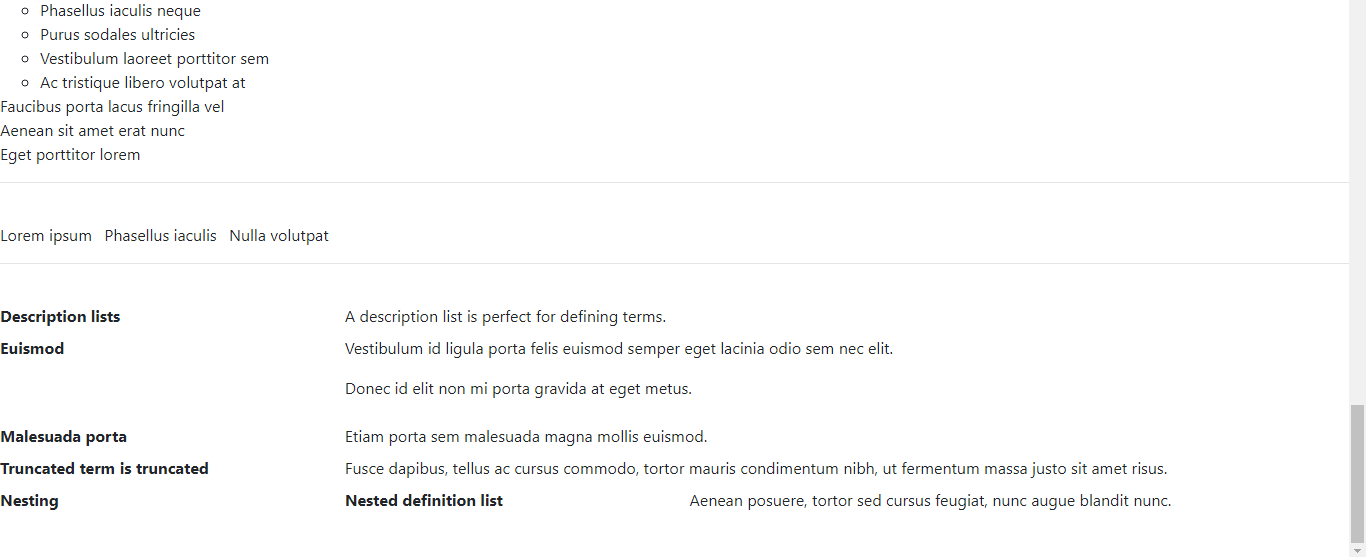 Phasellus iaculis neque
Purus sodales ultricies
Vestibulum laoreet porttitor sem
Ac tristique libero volutpat at
Faucibus porta lacus fringilla vel
Aenean sit amet erat nunc
Eget porttitor lorem
Lorem ipsum Phasellus iaculis Nulla volutpat
Description lists A description list is perfect for defining terms.
Euismod Vestibulum id ligula porta felis euismod semper eget lacinia odio sem nec elit.
Donec id elit non mi porta gravida at eget metus.
Malesuada porta Etiam porta sem malesuada magna mollis euismod.
Truncated term is truncated Fusce dapibus, tellus ac cursus commodo, tortor mauris condimentum nibh, ut fermentum massa justo sit amet risus.
Nesting Nested definition list Aenean posuere, tortor sed cursus feugiat, nunc augue blandit nunc.